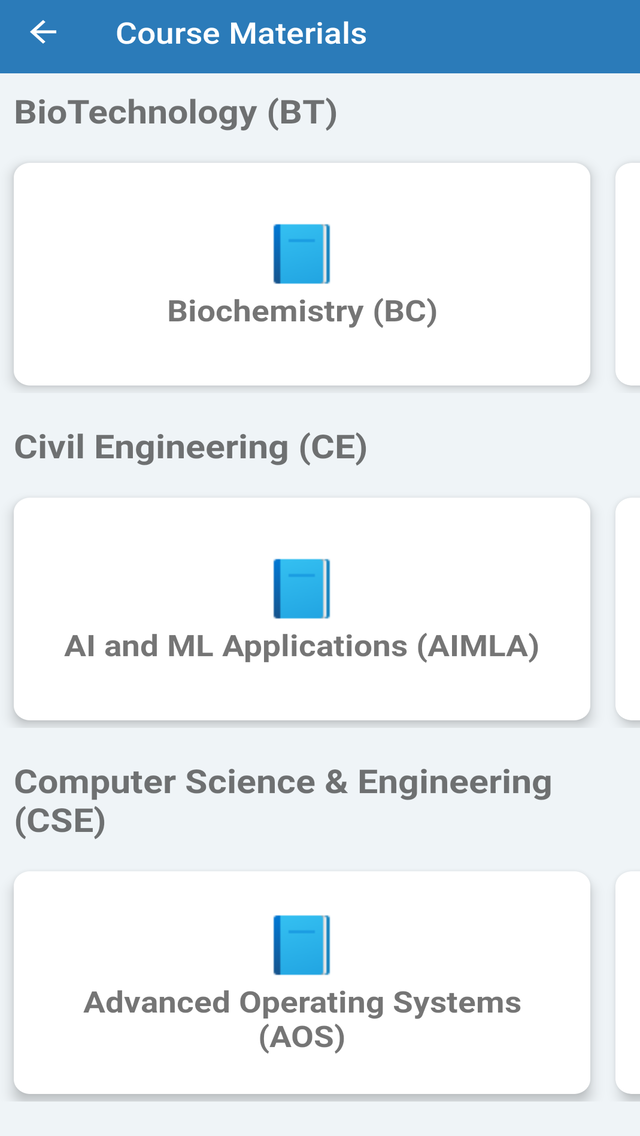 Course Materials
BioTechnology (BT)
Biochemistry (BC)
Civil Engineering (CE)
AI and ML Applications (AIMLA)
Computer Science & Engineering
(CSE)
Advanced Operating Systems
(AOS)